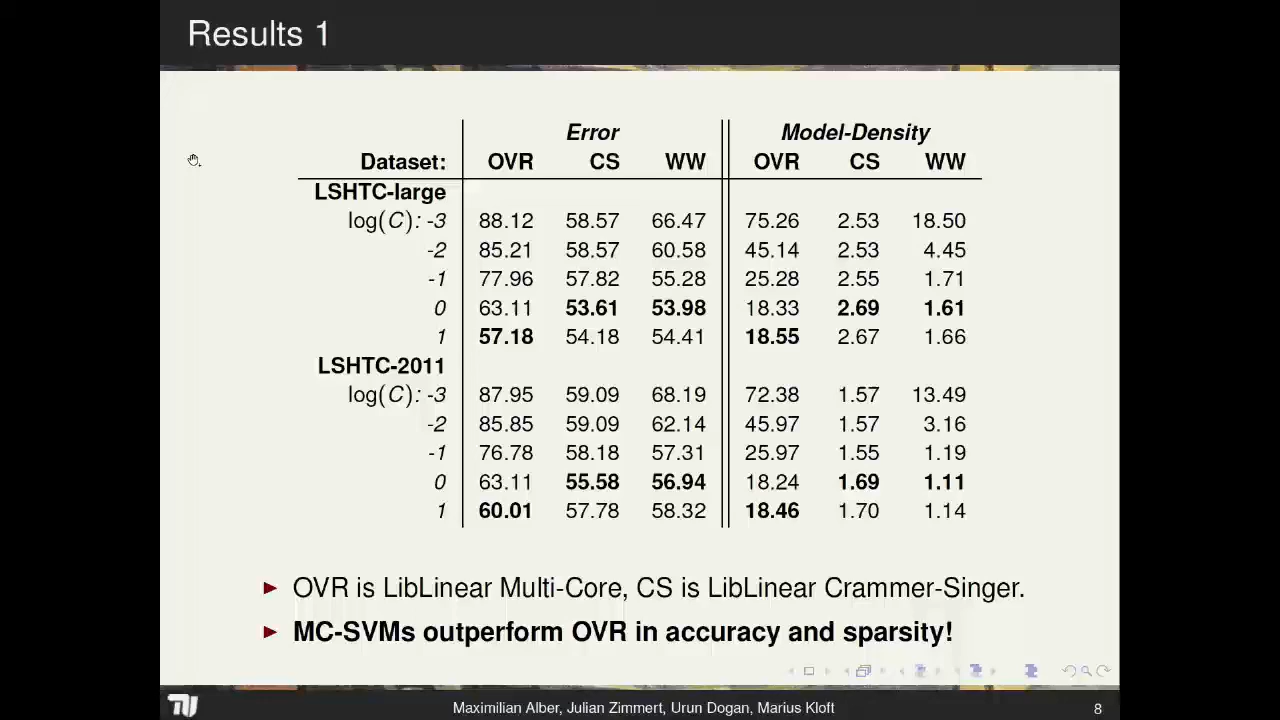 Results 1
Error Model-Density
Dataset: OVR CS WW OVR CS WW
LSHTC-large
log(C): -3 88.12 58.57 66.47 75.26 2.53 18.50
-2 85.21 58.57 60.58 45.14 2.53 4.45
-1 77.96 57.82 55.28 25.28 2.55 1.71
0 63.11 53.61 53.98 18.33 2.69 1.61
1 57.18 54.18 54.41 18.55 2.67 1.66
LSHTC-2011
log(C): -3 87.95 59.09 68.19 72.38 1.57 13.49
-2 85.85 59.09 62.14 45.97 1.57 3.16
-1 76.78 58.18 57.31 25.97 1.55 1.19
0 63.11 55.58 56.94 18.24 1.69 1.11
1 60.01 57.78 58.32 18.46 1.70 1.14
OVR is LibLinear Multi-Core, CS is LibLinear Crammer-Singer.
MC-SVMs outperform OVR in accuracy and sparsity!
Maximilian Alber, Julian Zimmert, Urun Dogan, Marius Kloft 8